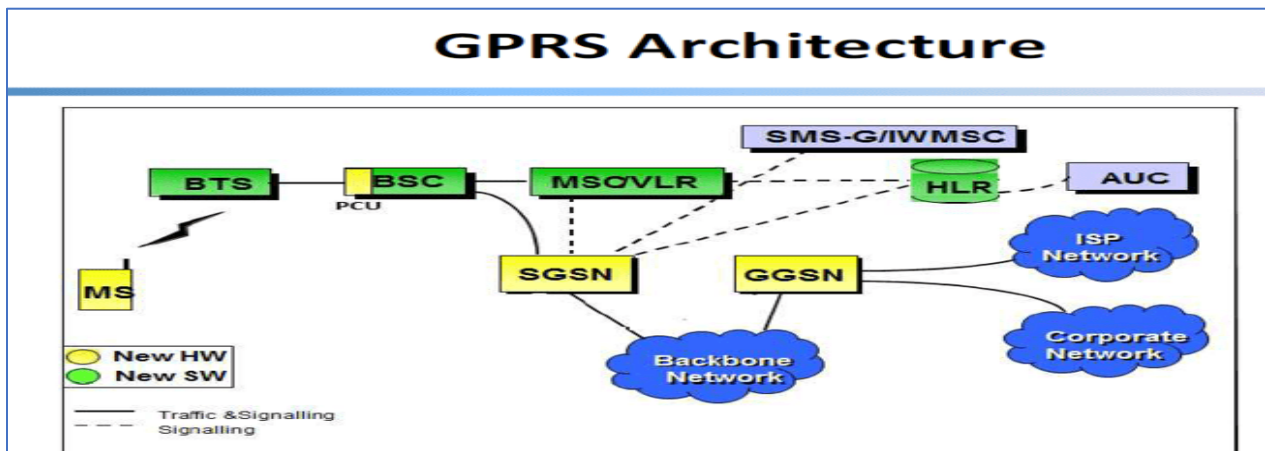 GPRS Architecture
SMS-G/IWMSC
BTS
BSC
MSC/VLR
HLR
AUC
PCU
ISP
Network
SGSN
GGSN
MS
Corporate
Network
Backbone
Network
New HW
New SW
Traffic &Signalling
Signalling